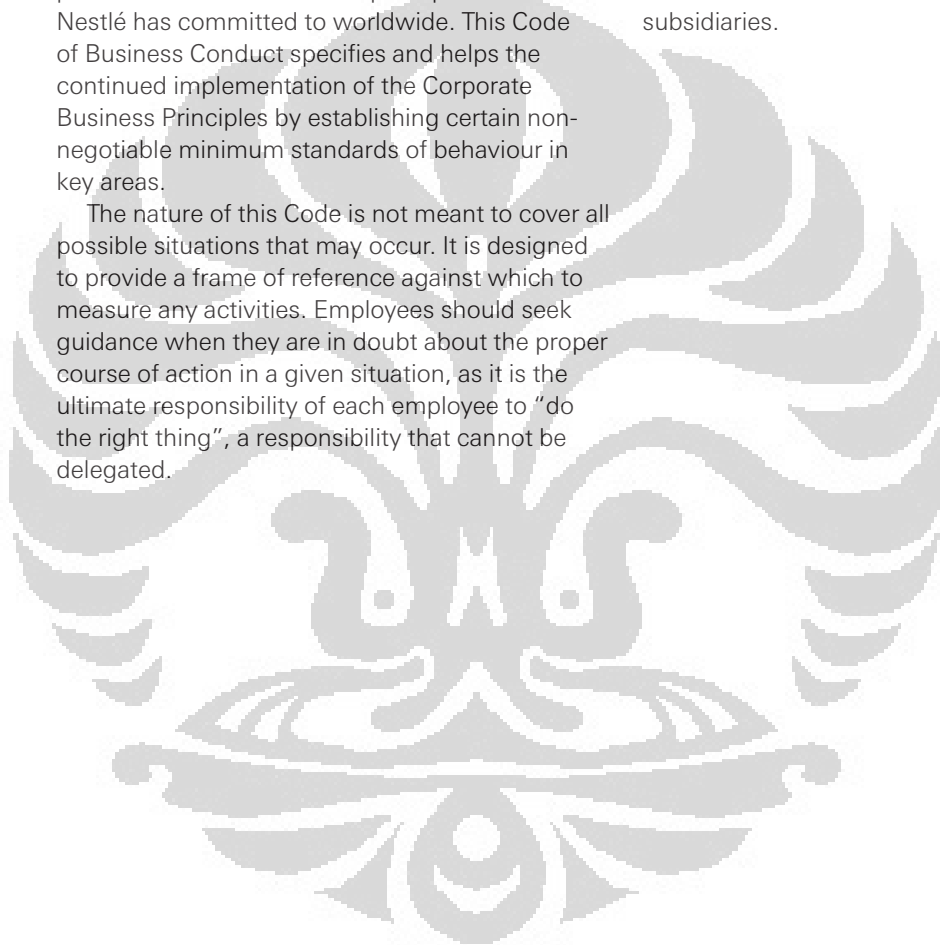 Nestlé has committed to worldwide. This Code
of Business Conduct specifies and helps the
continued implementation of the Corporate
Business Principles by establishing certain non-
negotiable minimum standards of behaviour in
key areas.
The nature of this Code is not meant to cover all
possible situations that may occur. It is designed
to provide a frame of reference against which to
measure any activities. Employees should seek
guidance when they are in doubt about the proper
course of action in a given situation, as it is the
ultimate responsibility of each employee to “do
the right thing”, a responsibility that cannot be
delegated.
subsidiaries.